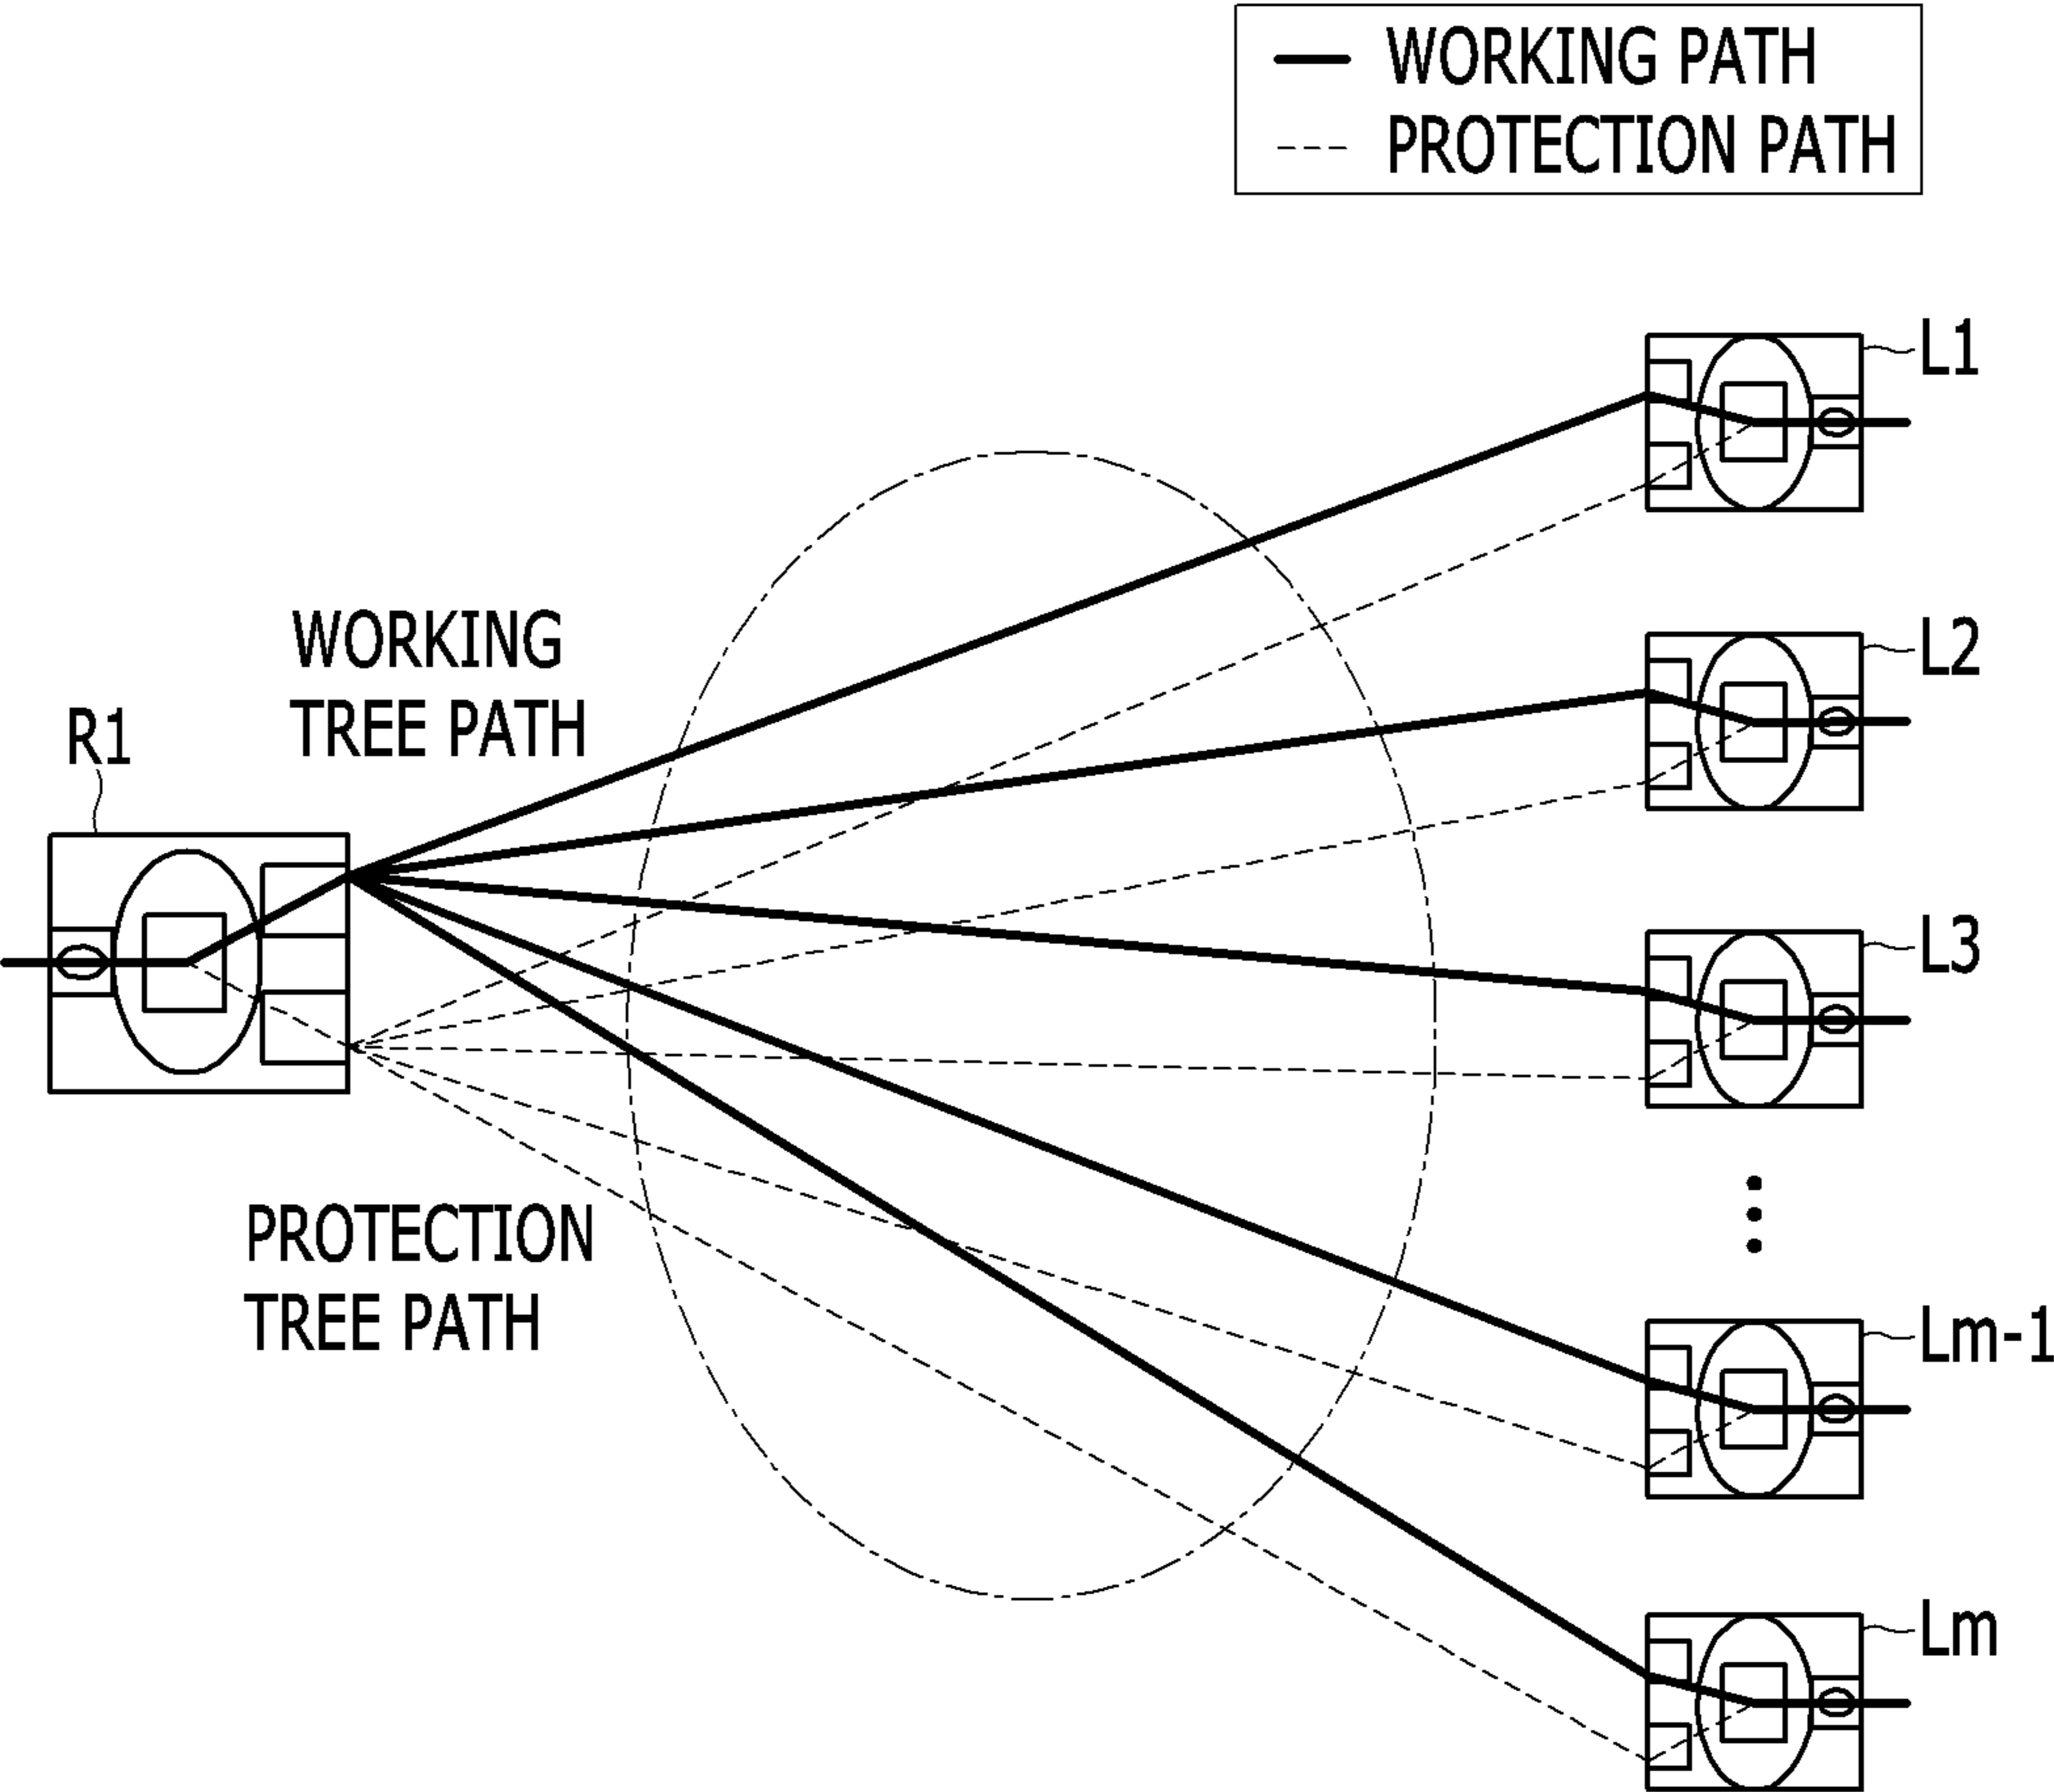 WORKING PATH
PROTECTION PATH
L1
L2
WORKING
TREE PATH
R1
L3
PROTECTION
TREE PATH
Lm-1
Lm